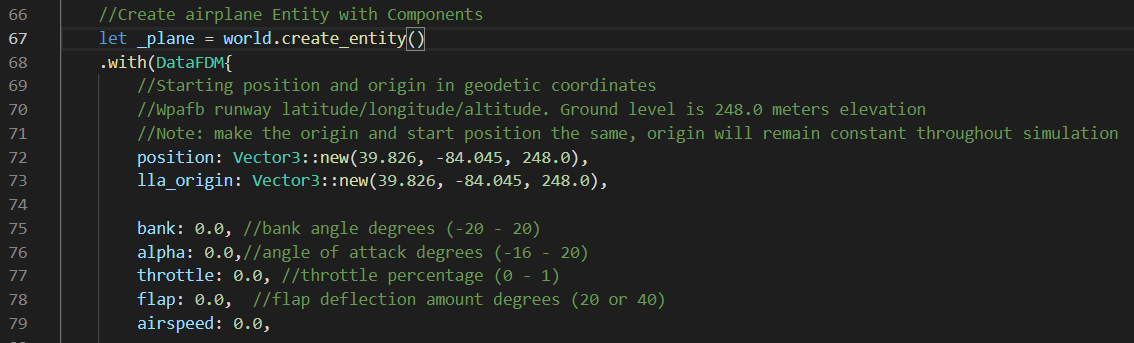 66 //Create airplane Entity with Components
67 let _plane = world.create_entity()
68 .with(DataFDM{
69 //Starting position and origin in geodetic coordinates
70 //Wpafb runway latitude/longitude/altitude. Ground level is 248.0 meters elevation
71 //Note: make the origin and start position the same, origin will remain constant throughout simulation
72 position: Vector3::new(39.826, -84.045, 248.0),
73 lla_origin: Vector3::new(39.826, -84.045, 248.0),
74
75 bank: 0.0, //bank angle degrees (-20 - 20)
76 alpha: 0.0,//angle of attack degrees (-16 - 20)
77 throttle: 0.0, //throttle percentage (0 - 1)
78 flap: 0.0,  //flap deflection amount degrees (20 or 40)
79 airspeed: 0.0,